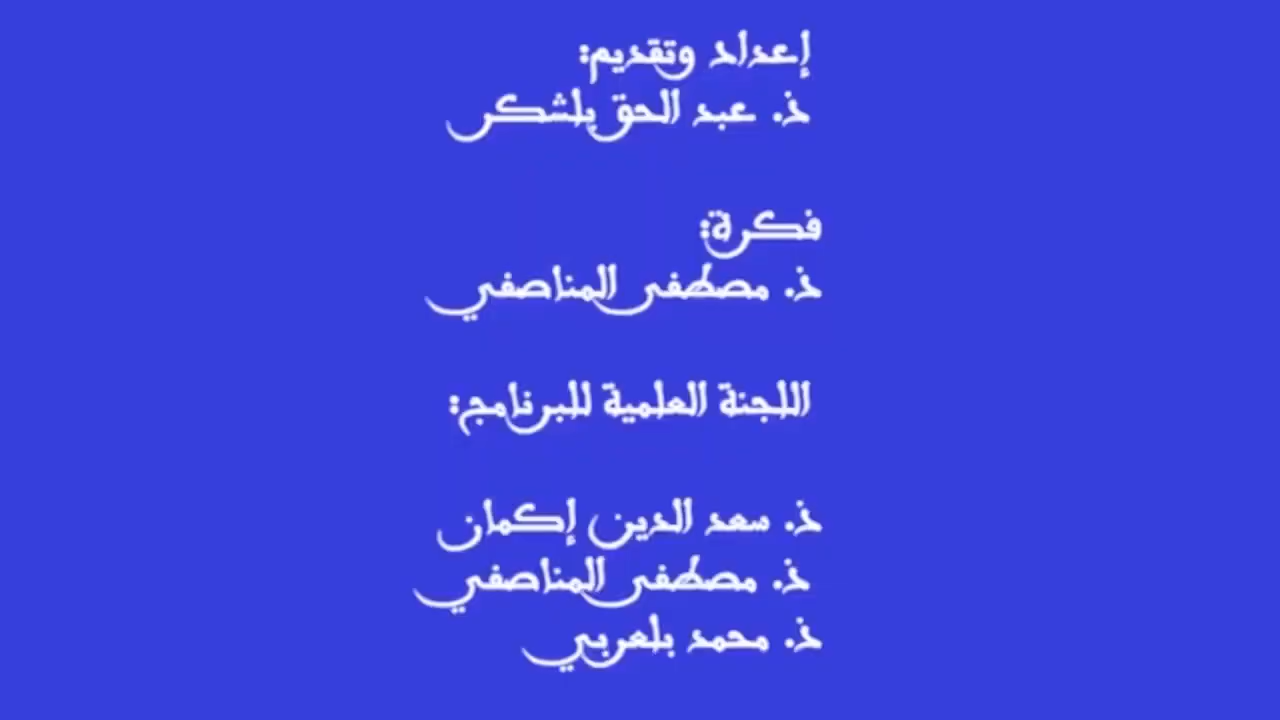 إعداد وتقديم:
ذ. عبد الحق بلشكر
فكرة:
ذ. مصطفى المناصفي
اللجنة العلمية للبرنامج:
ذ. سعد الدين إكمان
ذ. مصطفى المناصفي
ذ. محمد بلعربي